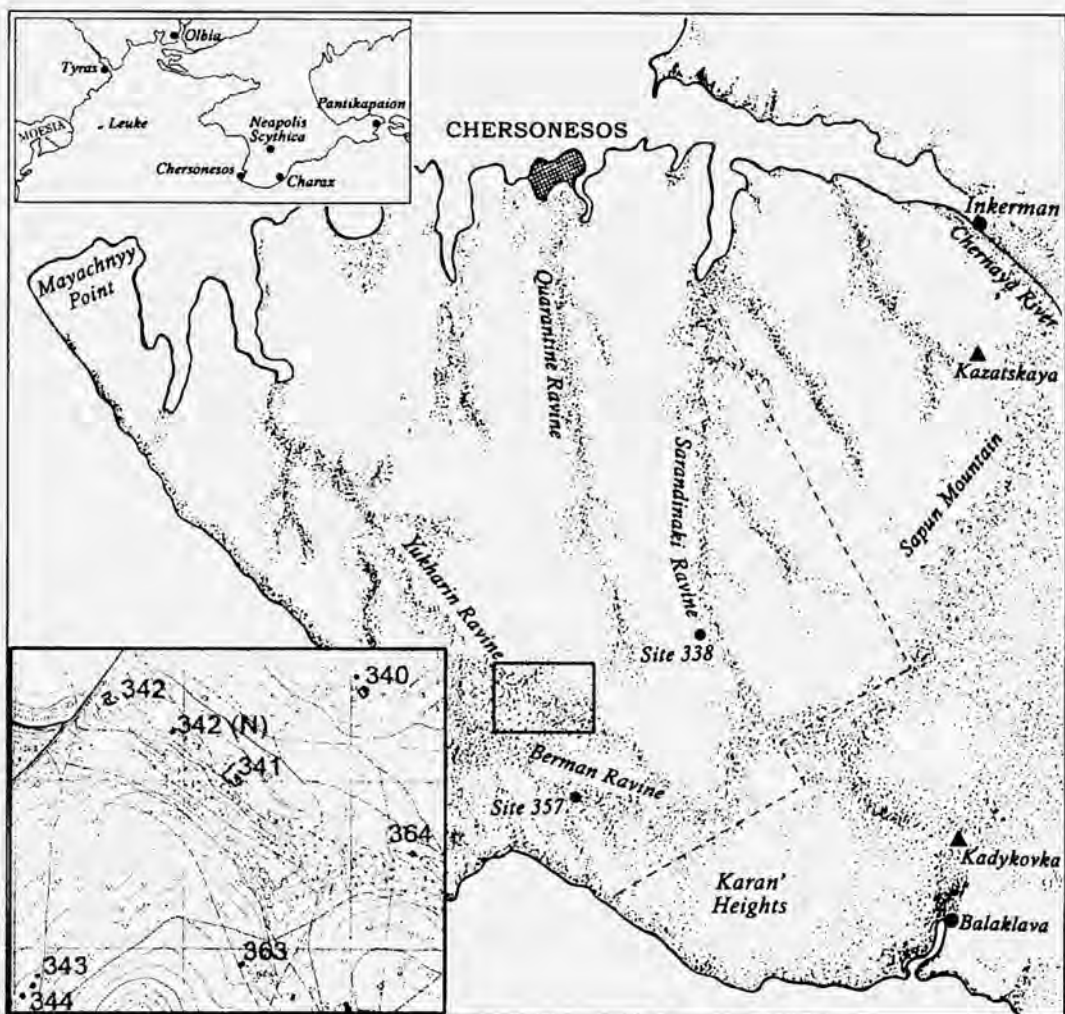 Olbia
Tyras
Pantikapaion
MOESIA
Leuke
Neapolis
Scythica
Chersonesos
Charax
CHERSONESOS
Inkerman
Chernaya River
Mayachnyy
Point
Quarantine Ravine
Kazatskaya
Sarandinaki Ravine
Sapun Mountain
Yukharin Ravine
Site 338
342
340
342 (N)
341
Berman Ravine
Site 357
364
Kadykovka
Karan'
Heights
Balaklava
363
343
344